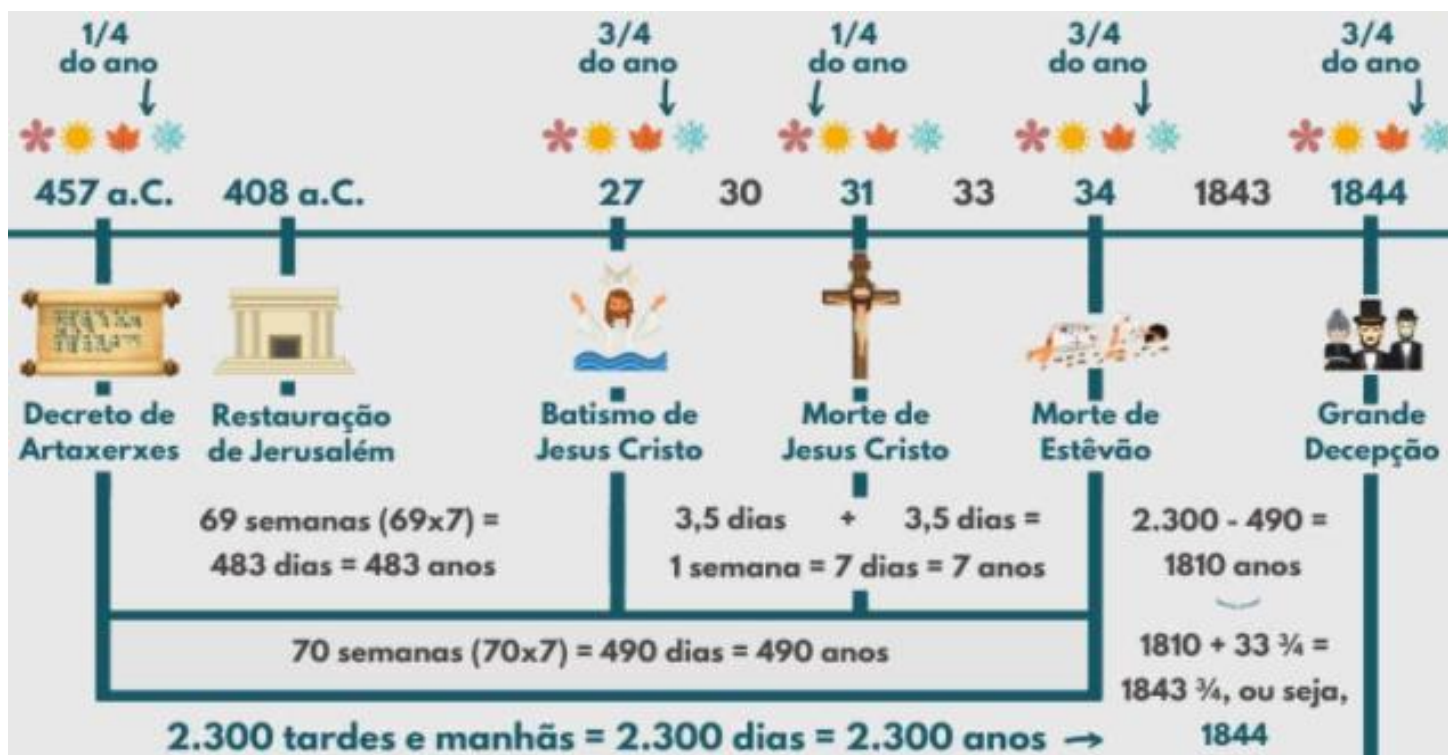 1/4
do ano
3/4
do ano
1/4
do ano
3/4
do ano
3/4
do ano
457 a.C.
408 a.C.
27
30
31
33
34
1843
1844
Decreto de
Artaxerxes
Restauração
de Jerusalém
Batismo de
Jesus Cristo
Morte de
Jesus Cristo
Morte de
Estêvão
Grande
Decepção
69 semanas (69x7) =
483 dias = 483 anos
3,5 dias + 3,5 dias =
1 semana = 7 dias = 7 anos
2.300 - 490 =
1810 anos
70 semanas (70x7) = 490 dias = 490 anos
1810 + 33 ¾ =
1843 ¾, ou seja,
1844
2.300 tardes e manhãs = 2.300 dias = 2.300 anos →